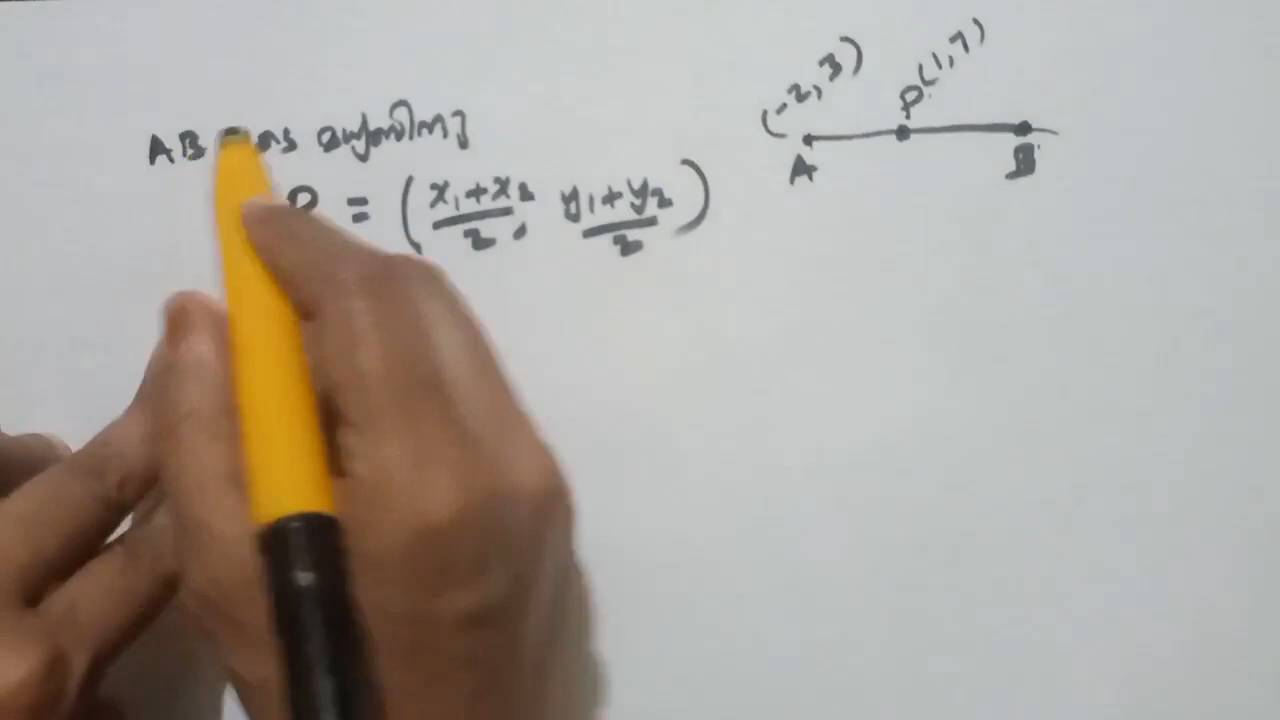 AB
P = (x₁+x₂/2, y₁+y₂/2)
(-2, 3)
P(1, 7)
A
B